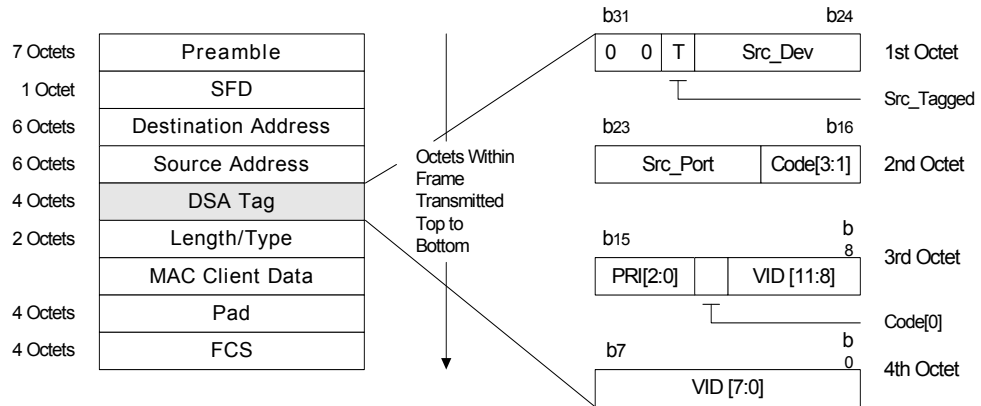 b31 b24
7 Octets Preamble 0 0 T Src_Dev 1st Octet
1 Octet SFD
Src_Tagged
6 Octets Destination Address b23 b16
6 Octets Source Address Src_Port Code[3:1] 2nd Octet
Octets Within
Frame
Transmitted
Top to
Bottom
4 Octets DSA Tag
2 Octets Length/Type b15 b
8
MAC Client Data PRI[2:0] VID [11:8] 3rd Octet
4 Octets Pad
Code[0]
4 Octets FCS b7 b
0
VID [7:0] 4th Octet